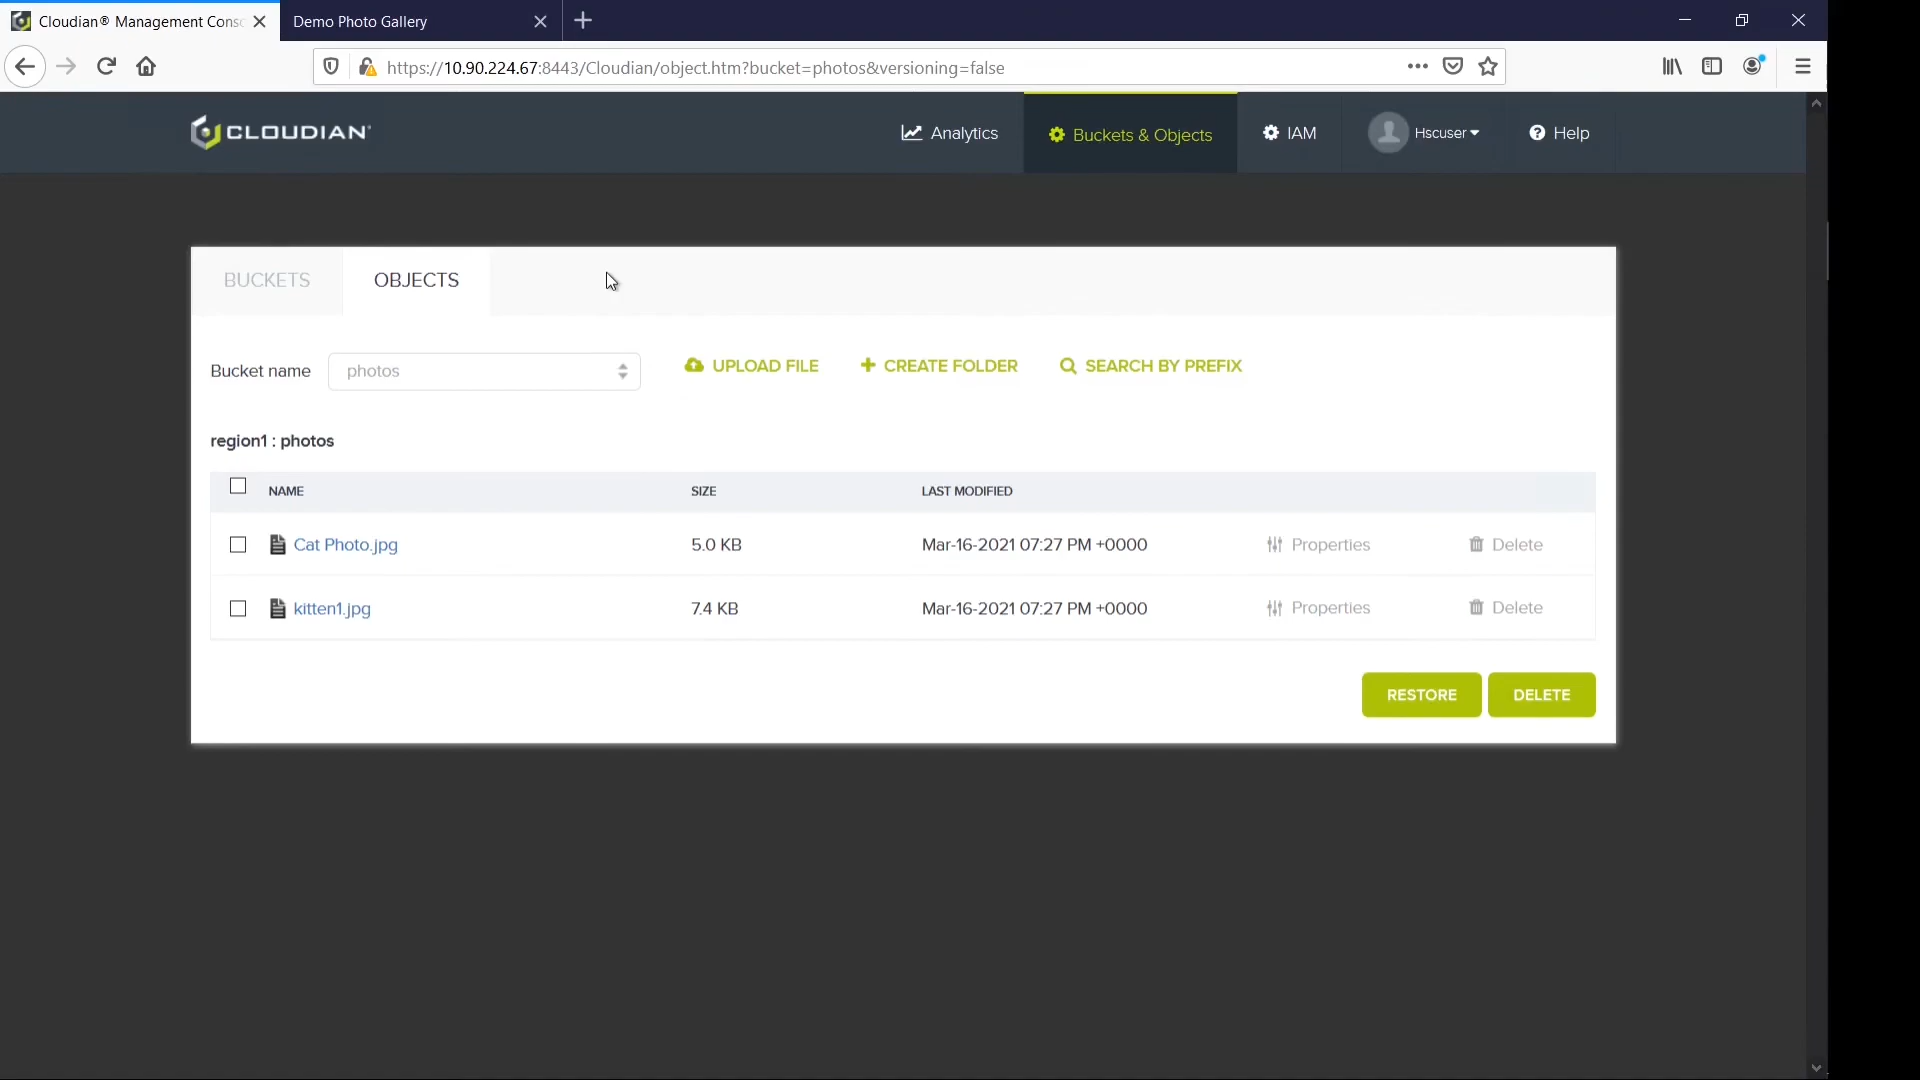 Cloudian® Management Conso
Demo Photo Gallery
https://10.90.224.67:8443/Cloudian/object.htm?bucket=photos&versioning=false
CLOUDIAN®
Analytics
Buckets & Objects
IAM
Hscuser
Help
BUCKETS
OBJECTS
Bucket name
photos
UPLOAD FILE
CREATE FOLDER
SEARCH BY PREFIX
region1 : photos
NAME SIZE LAST MODIFIED
Cat Photo.jpg 5.0 KB Mar-16-2021 07:27 PM +0000 Properties Delete
kitten1.jpg 7.4 KB Mar-16-2021 07:27 PM +0000 Properties Delete
RESTORE
DELETE